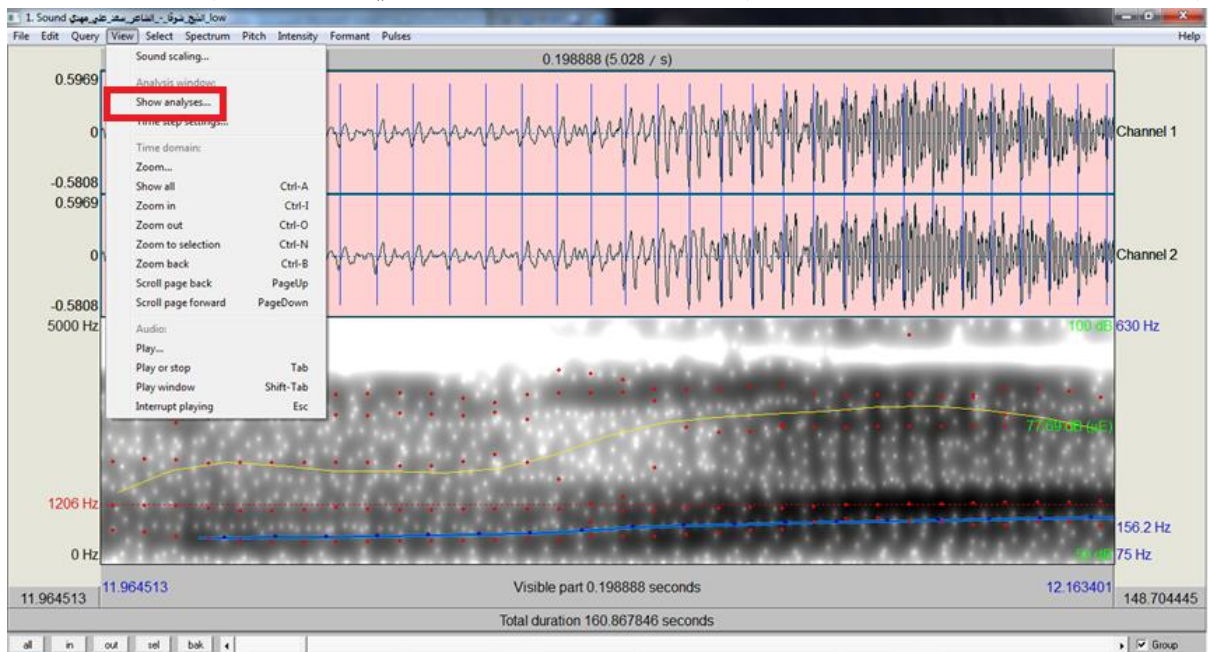 1. Sound الشيخ_شوقا_-_الشاعر_سعد_علي_مهدي_low
File Edit Query View Select Spectrum Pitch Intensity Formant Pulses Help
Sound scaling...
Analysis window:
Show analyses...
Time step settings...
Time domain:
Zoom...
Show all Ctrl-A
Zoom in Ctrl-I
Zoom out Ctrl-O
Zoom to selection Ctrl-N
Zoom back Ctrl-B
Scroll page back PageUp
Scroll page forward PageDown
Audio:
Play...
Play or stop Tab
Play window Shift-Tab
Interrupt playing Esc
0.198888 (5.028 / s)
0.5969
0
-0.5808
Channel 1
0.5969
0
-0.5808
Channel 2
5000 Hz
100 dB
630 Hz
77.69 dB (µE)
1206 Hz
156.2 Hz
0 Hz
50 dB
75 Hz
11.964513
11.964513
Visible part 0.198888 seconds
12.163401
148.704445
Total duration 160.867846 seconds
all in out sel bak Group